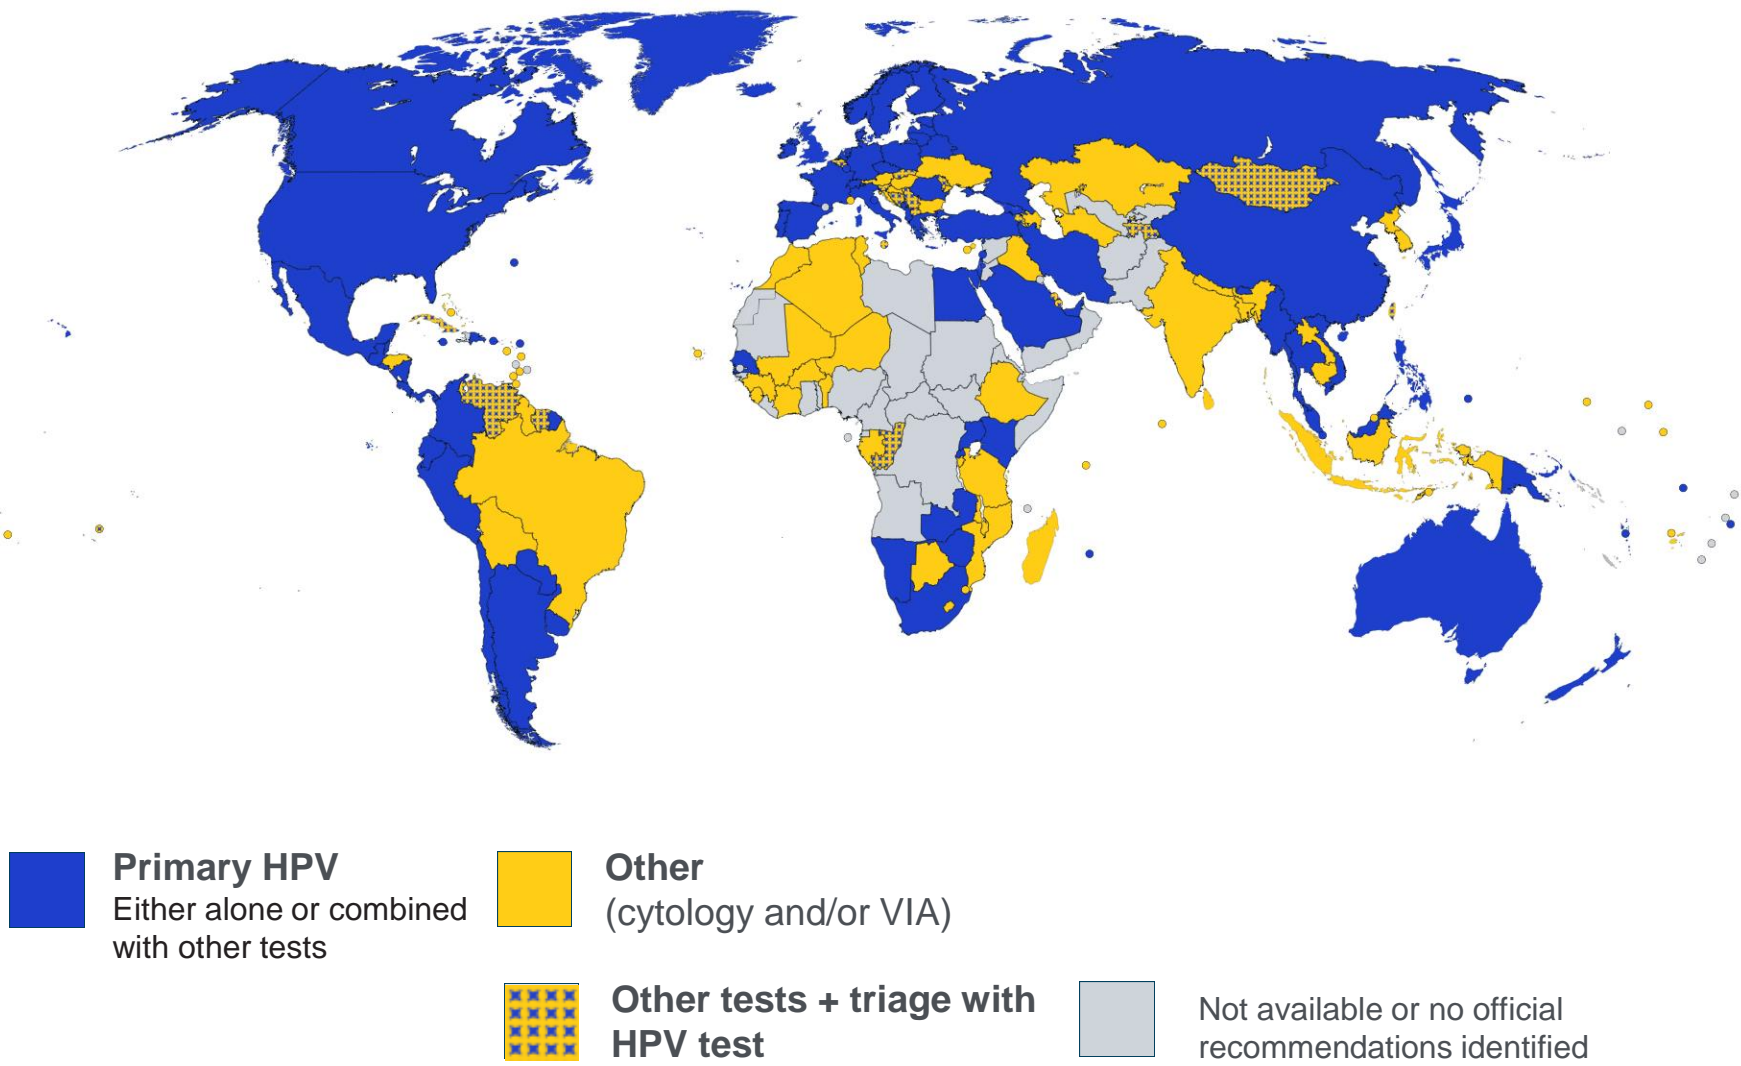 Primary HPV
Either alone or combined
with other tests
Other
(cytology and/or VIA)
Other tests + triage with
HPV test
Not available or no official
recommendations identified